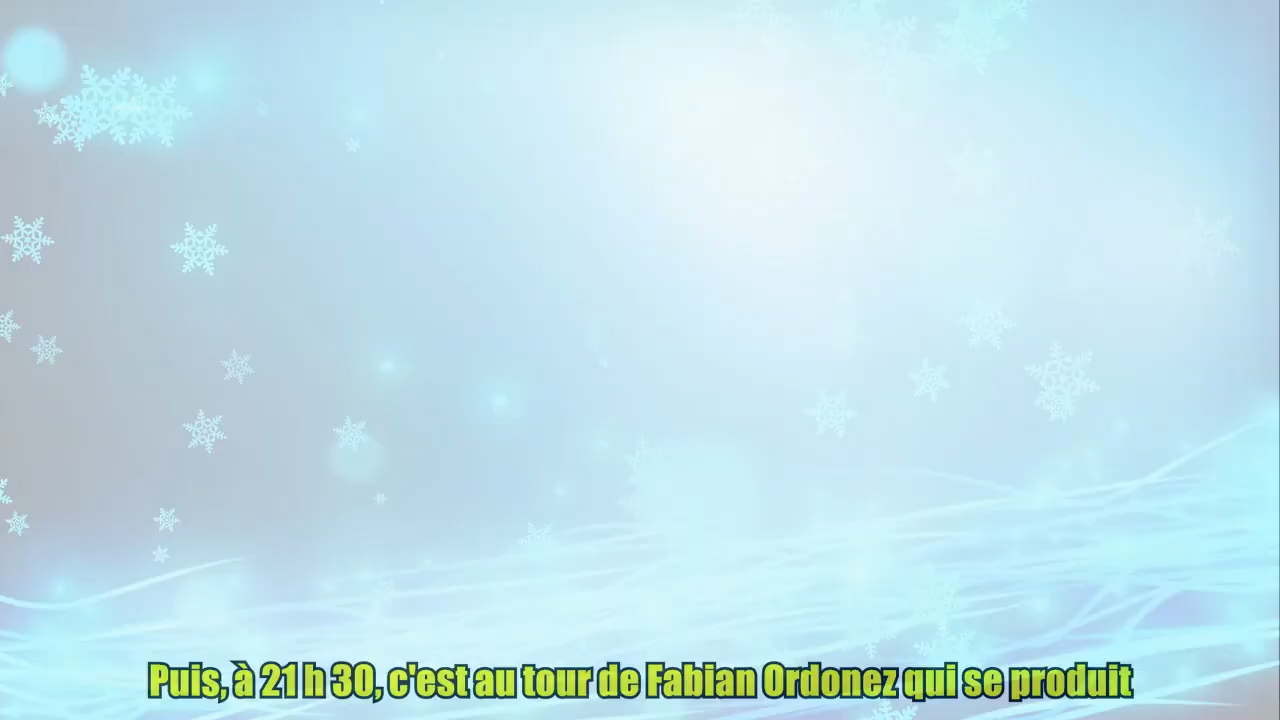 Puis, à 21 h 30, c'est au tour de Fabian Ordonez qui se produit